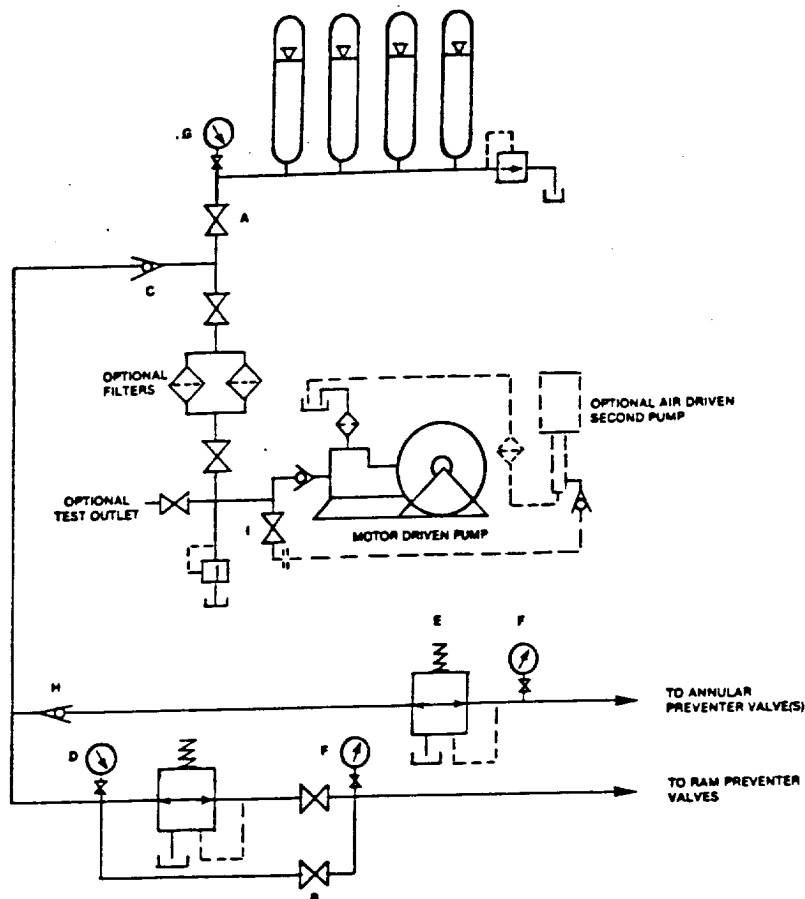 G
A
C
OPTIONAL
FILTERS
OPTIONAL AIR DRIVEN
SECOND PUMP
OPTIONAL
TEST OUTLET
I
MOTOR DRIVEN PUMP
E
F
H
TO ANNULAR
PREVENTER VALVE(S)
D
F
TO RAM PREVENTER
VALVES